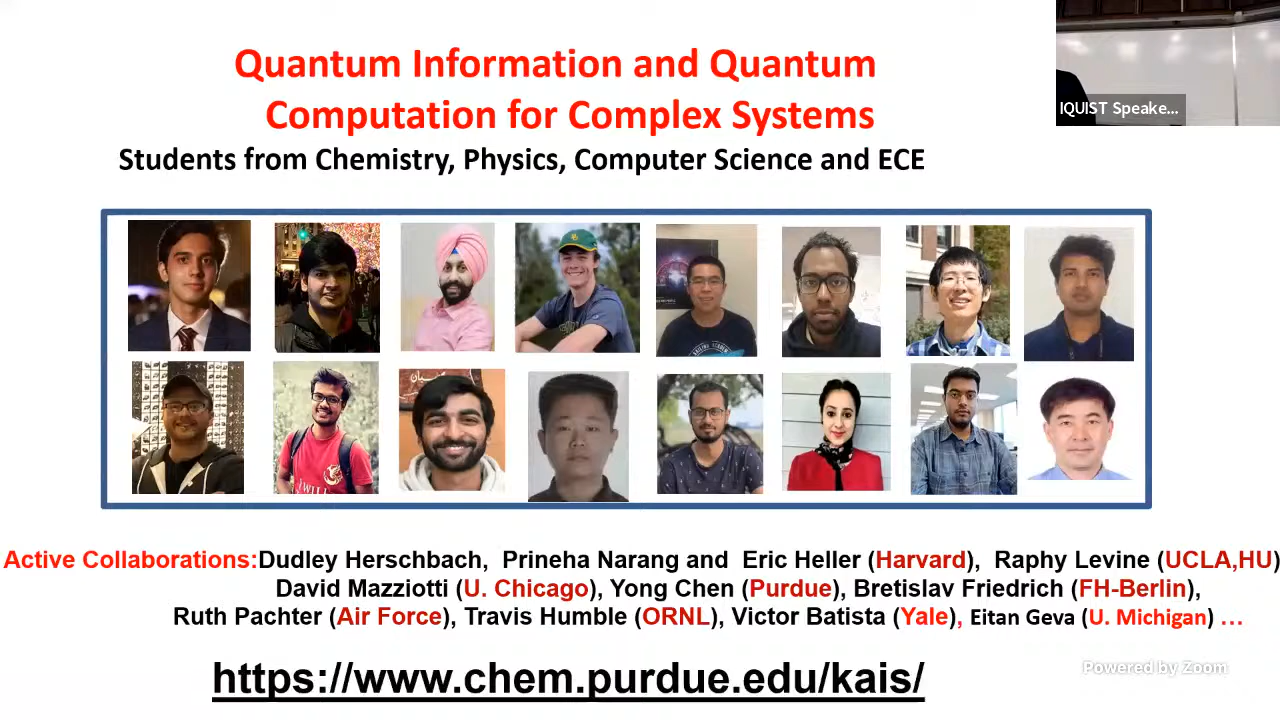 Quantum Information and Quantum
Computation for Complex Systems
Students from Chemistry, Physics, Computer Science and ECE
IQUIST Speake...
Active Collaborations:Dudley Herschbach, Prineha Narang and Eric Heller (Harvard), Raphy Levine (UCLA,HU)
David Mazziotti (U. Chicago), Yong Chen (Purdue), Bretislav Friedrich (FH-Berlin),
Ruth Pachter (Air Force), Travis Humble (ORNL), Victor Batista (Yale), Eitan Geva (U. Michigan) ...
https://www.chem.purdue.edu/kais/
Powered by Zoom